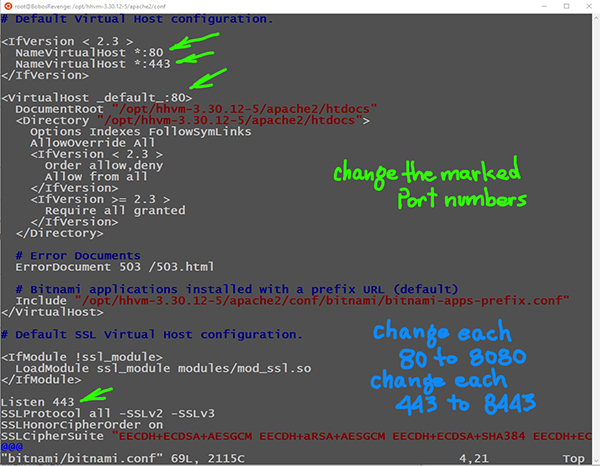 root@BobosRevenge: /opt/hhvm-3.30.12-5/apache2/conf
# Default Virtual Host configuration.
<IfVersion < 2.3 >
NameVirtualHost *:80
NameVirtualHost *:443
</IfVersion>
<VirtualHost _default_:80>
DocumentRoot "/opt/hhvm-3.30.12-5/apache2/htdocs"
<Directory "/opt/hhvm-3.30.12-5/apache2/htdocs">
Options Indexes FollowSymLinks
AllowOverride All
<IfVersion < 2.3 >
Order allow,deny
Allow from all
</IfVersion>
<IfVersion >= 2.3 >
Require all granted
</IfVersion>
</Directory>
change the marked
Port numbers
# Error Documents
ErrorDocument 503 /503.html
# Bitnami applications installed with a prefix URL (default)
Include "/opt/hhvm-3.30.12-5/apache2/conf/bitnami/bitnami-apps-prefix.conf"
</VirtualHost>
# Default SSL Virtual Host configuration.
<IfModule !ssl_module>
LoadModule ssl_module modules/mod_ssl.so
</IfModule>
change each
80 to 8080
change each
443 to 8443
Listen 443
SSLProtocol all -SSLv2 -SSLv3
SSLHonorCipherOrder on
SSLCipherSuite "EECDH+ECDSA+AESGCM EECDH+aRSA+AESGCM EECDH+ECDSA+SHA384 EECDH+EC
@@@
"bitnami/bitnami.conf" 69L, 2115C 4,21 Top